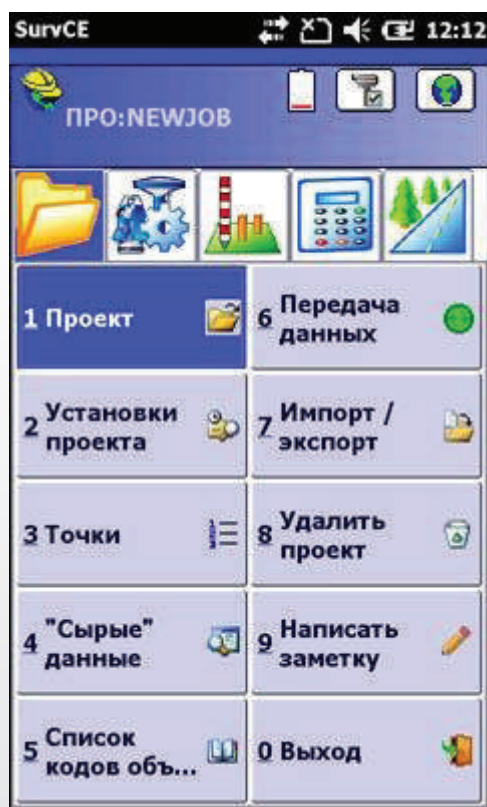 SurvCE 12:12
ПРО:NEWJOB
1 Проект
6 Передача
данных
2 Установки
проекта
7 Импорт /
экспорт
3 Точки
8 Удалить
проект
4 "Сырые"
данные
9 Написать
заметку
5 Список
кодов объ...
0 Выход